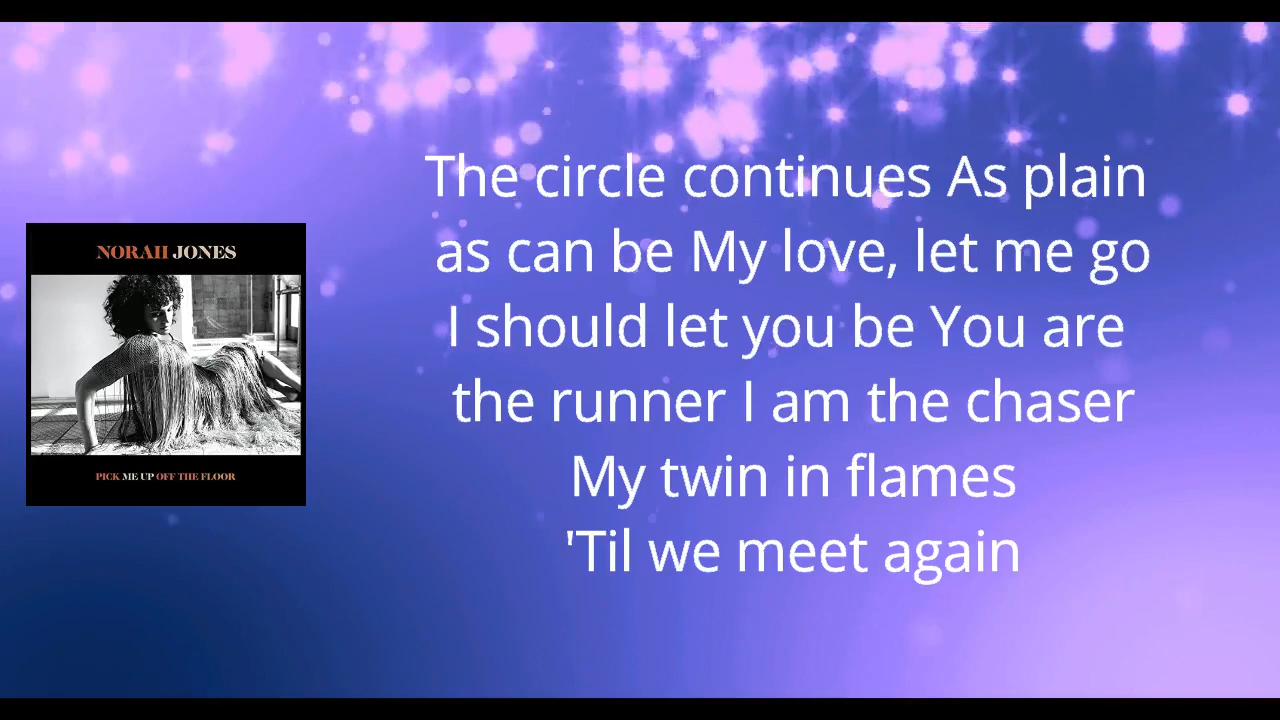 NORAH JONES
PICK ME UP OFF THE FLOOR
The circle continues As plain
as can be My love, let me go
I should let you be You are
the runner I am the chaser
My twin in flames
'Til we meet again